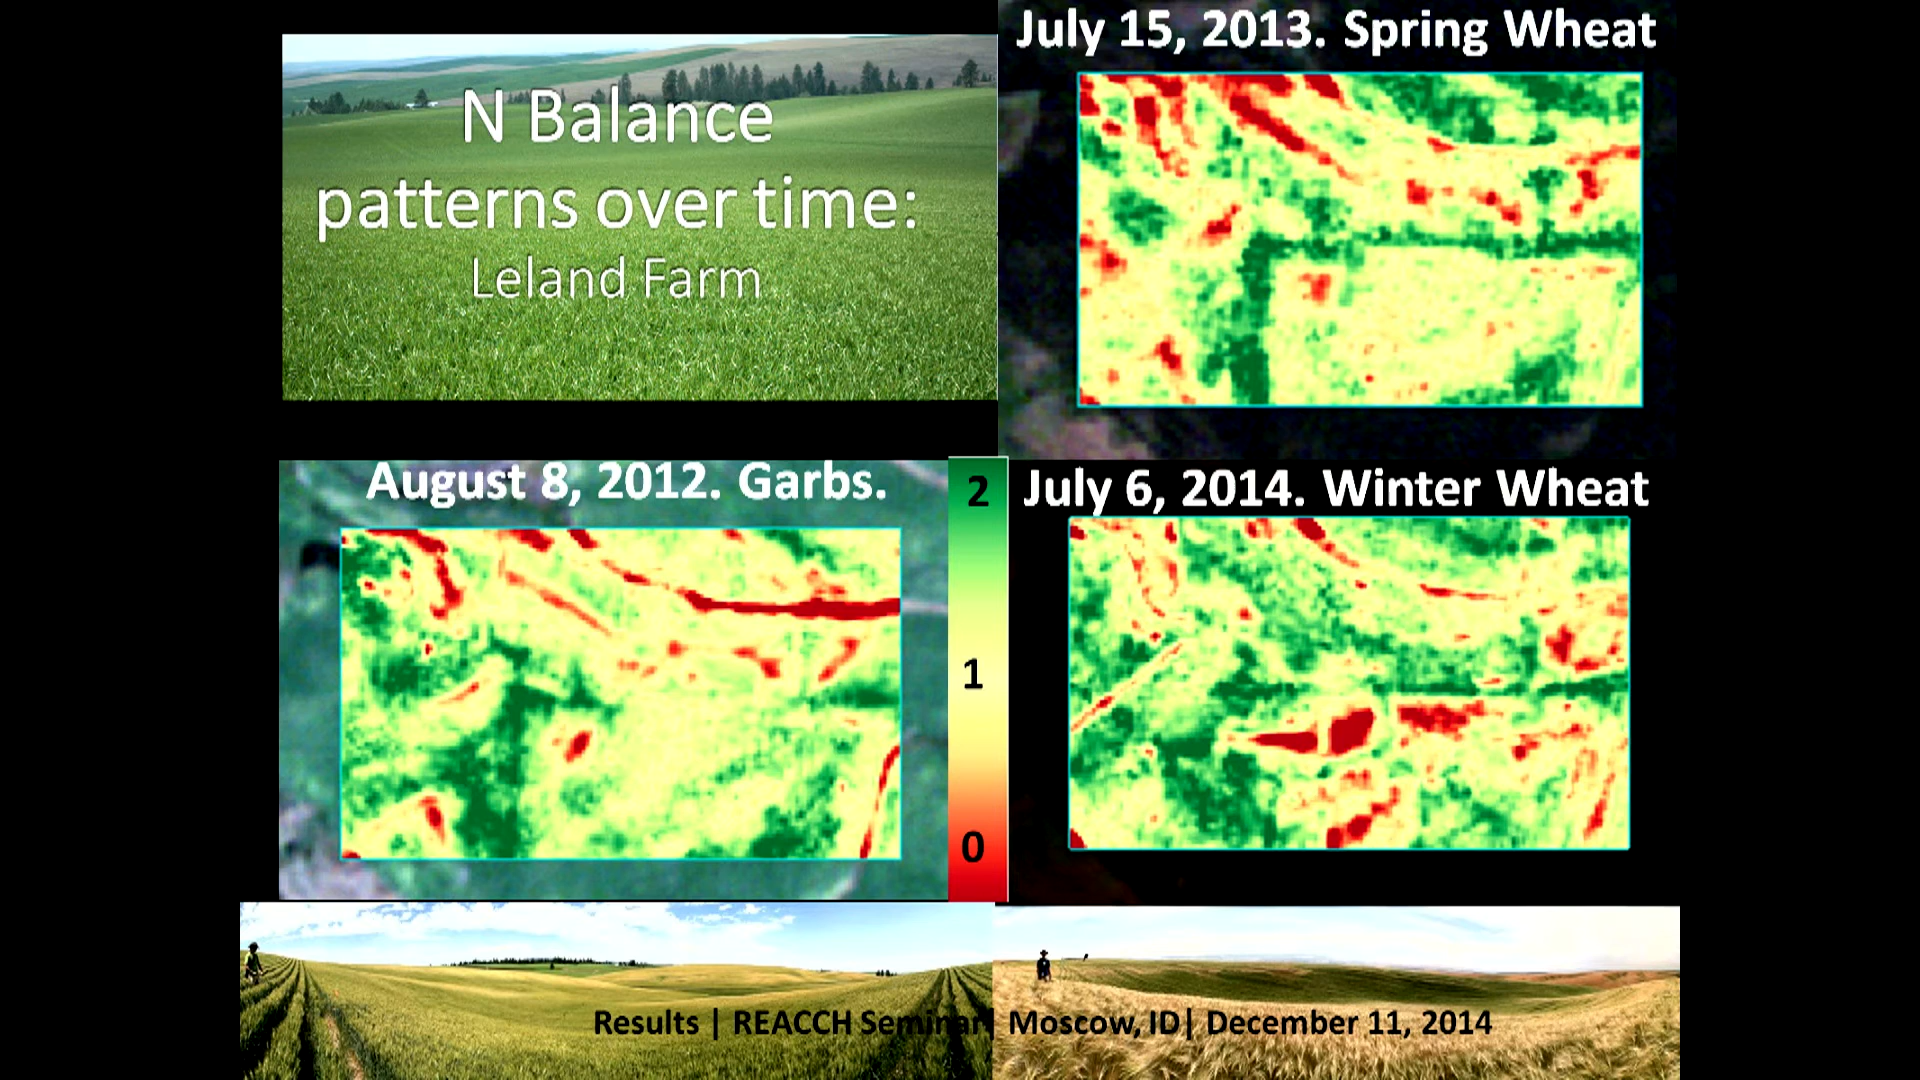 N Balance
patterns over time:
Leland Farm
July 15, 2013. Spring Wheat
August 8, 2012. Garbs.
2
1
0
July 6, 2014. Winter Wheat
Results | REACCH Seminar| Moscow, ID| December 11, 2014